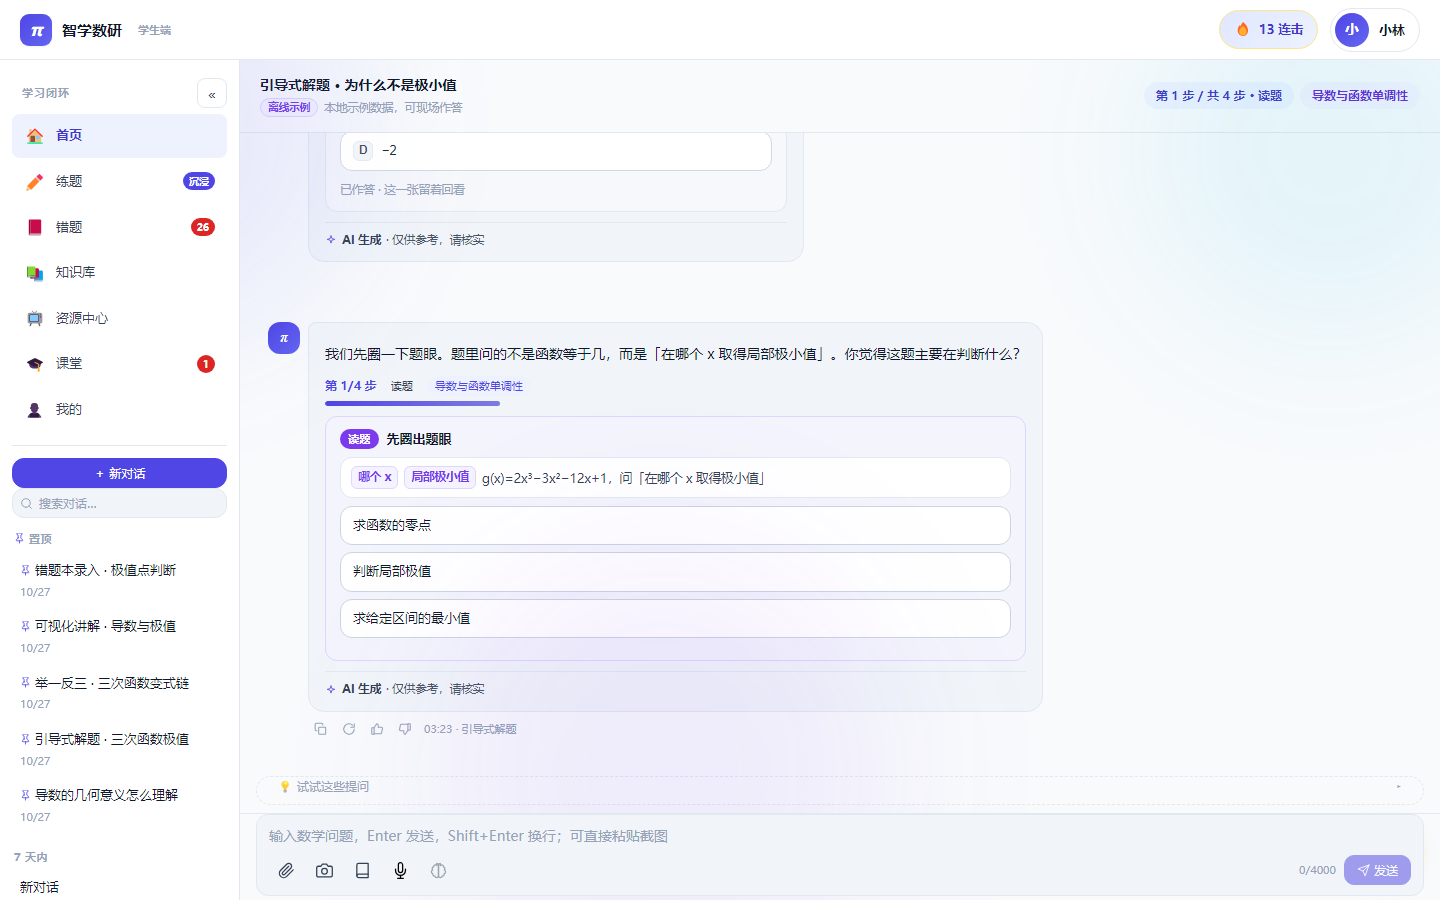 π 智学数研 学生端
13 连击
小 小林
学习闭环
«
首页
练题 沉浸
错题 26
知识库
资源中心
课堂 1
我的
+ 新对话
搜索对话...
置顶
错题本录入 · 极值点判断
10/27
可视化讲解 · 导数与极值
10/27
举一反三 · 三次函数变式链
10/27
引导式解题 · 三次函数极值
10/27
导数的几何意义怎么理解
10/27
7 天内
新对话
引导式解题 • 为什么不是极小值
离线示例 本地示例数据，可现场作答
第 1 步 / 共 4 步 • 读题
导数与函数单调性
D −2
已作答 · 这一张留着回看
AI 生成 · 仅供参考，请核实
π
我们先圈一下题眼。题里问的不是函数等于几，而是「在哪个 x 取得局部极小值」。你觉得这题主要在判断什么？
第 1/4 步 读题 导数与函数单调性
读题 先圈出题眼
哪个 x 局部极小值 g(x)=2x³−3x²−12x+1，问「在哪个 x 取得极小值」
求函数的零点
判断局部极值
求给定区间的最小值
AI 生成 · 仅供参考，请核实
03:23 · 引导式解题
试试这些提问
输入数学问题，Enter 发送，Shift+Enter 换行；可直接粘贴截图
0/4000
发送